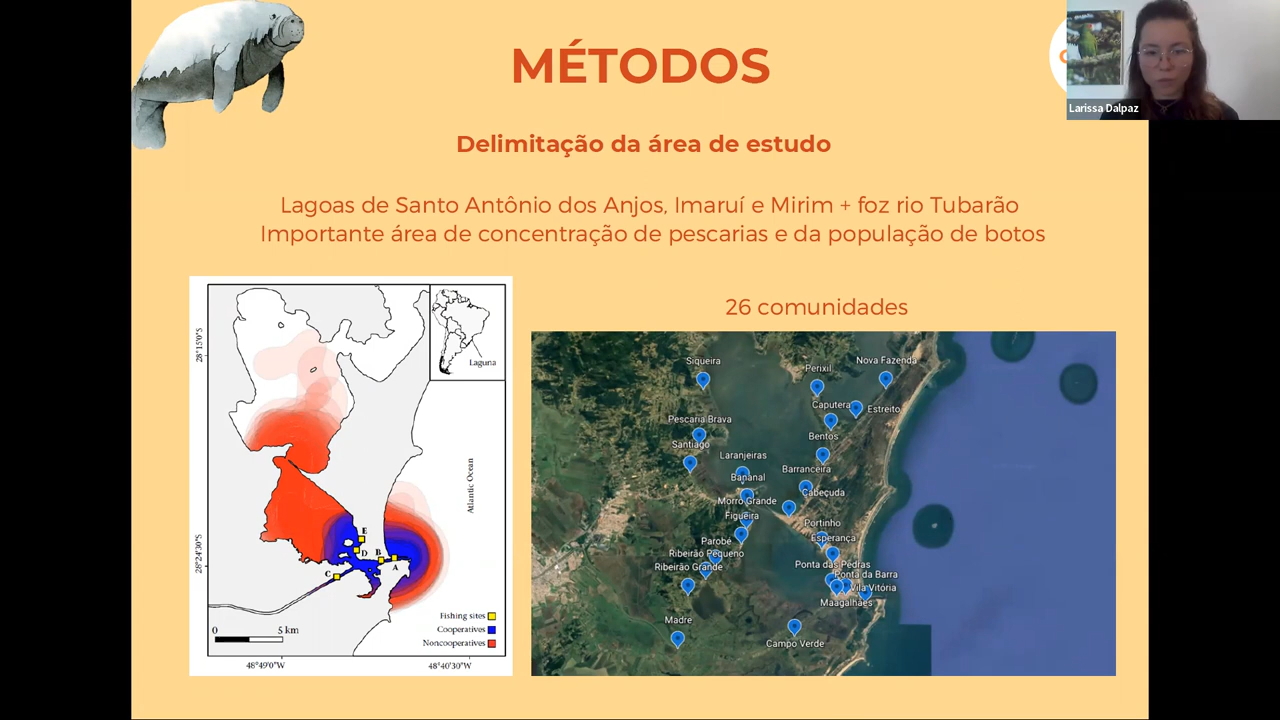 MÉTODOS
Larissa Dalpaz
Delimitação da área de estudo
Lagoas de Santo Antônio dos Anjos, Imaruí e Mirim + foz rio Tubarão
Importante área de concentração de pescarias e da população de botos
26 comunidades
Laguna
28°15'0"S
Atlantic Ocean
28°24'30"S
E
D
B
A
C
Fishing sites
Cooperatives
Noncooperatives
0 5 km
48°49'0"W
48°40'30"W
Siqueira
Perixil
Nova Fazenda
Caputera
Estreito
Pescaria Brava
Bentos
Santiago
Laranjeiras
Barranceira
Bananal
Cabeçuda
Morro Grande
Figueira
Portinho
Esperança
Parobé
Ribeirão Pequeno
Ponta das Pedras
Ribeirão Grande
Ponta da Barra
Vila Vitória
Maagalhães
Madre
Campo Verde